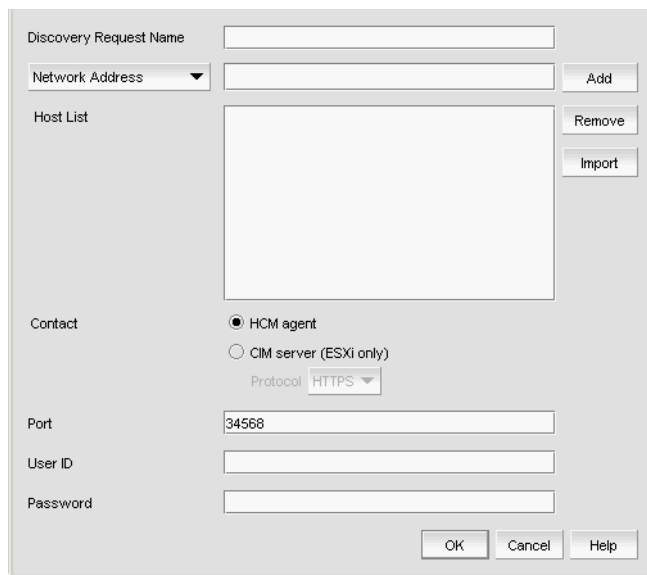 Discovery Request Name
Network Address
Add
Host List
Remove
Import
Contact
HCM agent
CIM server (ESXi only)
Protocol HTTPS
Port
34568
User ID
Password
OK
Cancel
Help